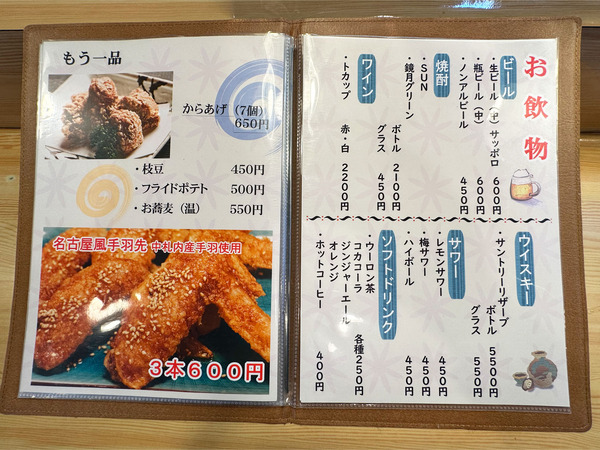 もう一品
からあげ（7個）
650円
・枝豆 450円
・フライドポテト 500円
・お蕎麦（温） 550円
名古屋風手羽先 中札内産手羽使用
3本600円
お飲物
ビール
・生ビール（中）サッポロ 600円
・瓶ビール（中） 600円
・ノンアルビール 450円
焼酎
・SUN
・鏡月グリーン
ボトル 2100円
グラス 450円
ワイン
・トカップ 赤・白 2200円
ウイスキー
・サントリーリザーブ
ボトル 5500円
グラス 550円
サワー
・レモンサワー 450円
・梅サワー 450円
・ハイボール 450円
ソフトドリンク
・ウーロン茶
コカコーラ
ジンジャーエール
オレンジ
各種250円
・ホットコーヒー 400円